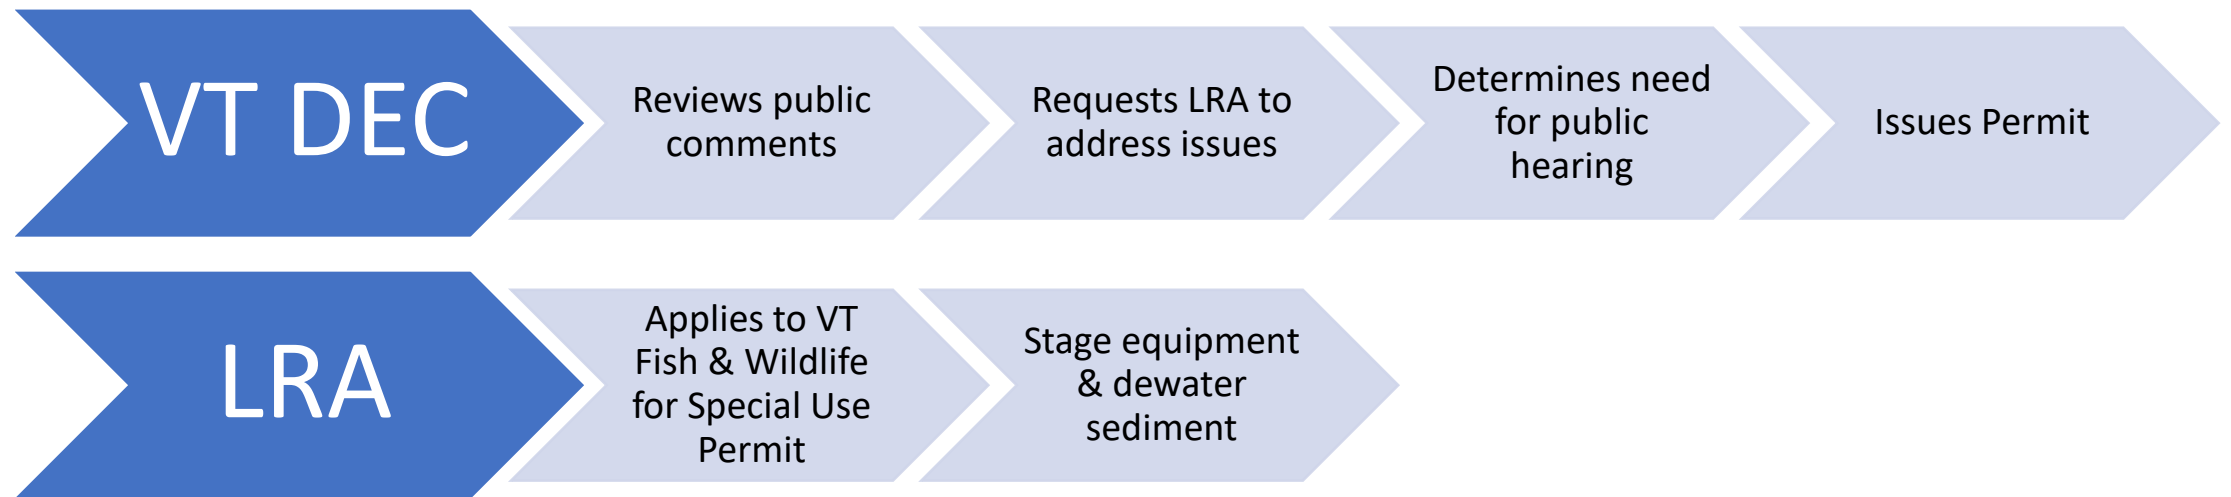 VT DEC
Reviews public
comments
Requests LRA to
address issues
Determines need
for public
hearing
Issues Permit
LRA
Applies to VT
Fish & Wildlife
for Special Use
Permit
Stage equipment
& dewater
sediment